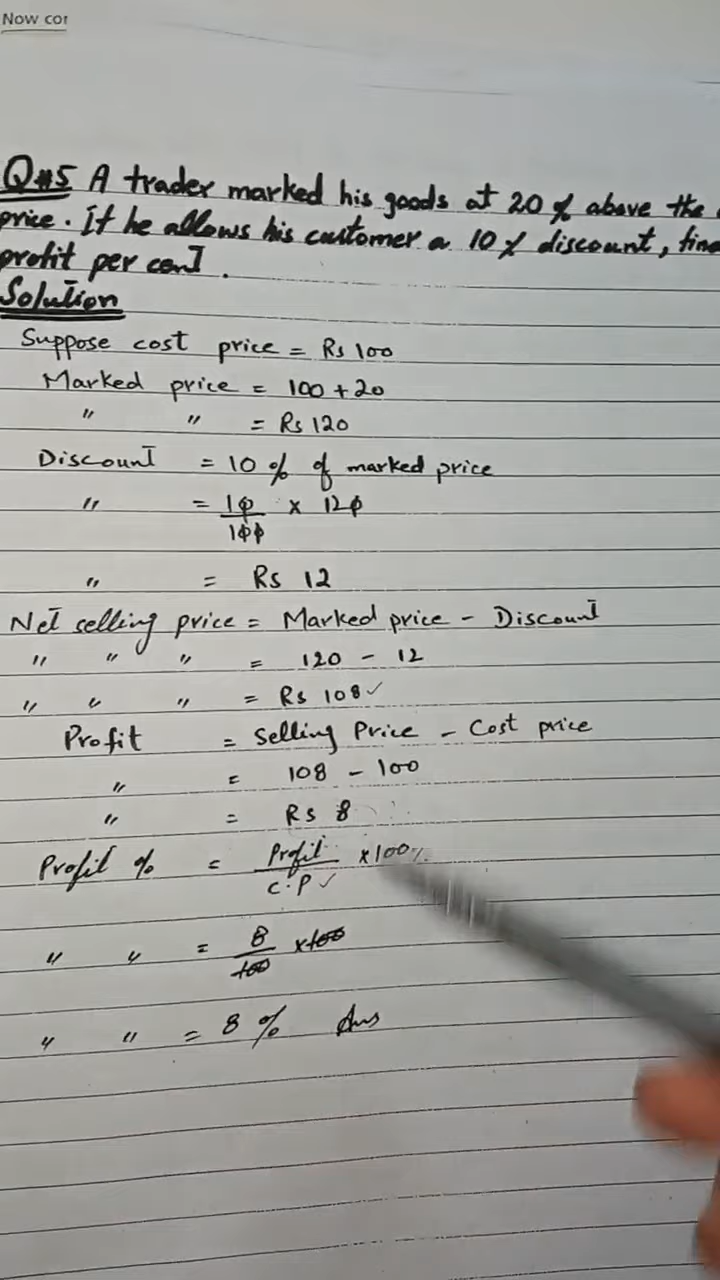 Now cor
Q#5 A trader marked his goods at 20 % above the
price. If he allows his customer a 10 % discount, find
profit per cent.
Solution
Suppose cost price = Rs 100
Marked price = 100 + 20
" " = Rs 120
Discount = 10 % of marked price
" = 10/100 x 120
" = Rs 12
Net selling price = Marked price - Discount
" " " = 120 - 12
" " " = Rs 108 ✓
Profit = Selling Price - Cost price
" = 108 - 100
" = Rs 8
Profit % = Profit/C.P ✓ x 100%
" " = 8/100 x 100
" " = 8 % Ans